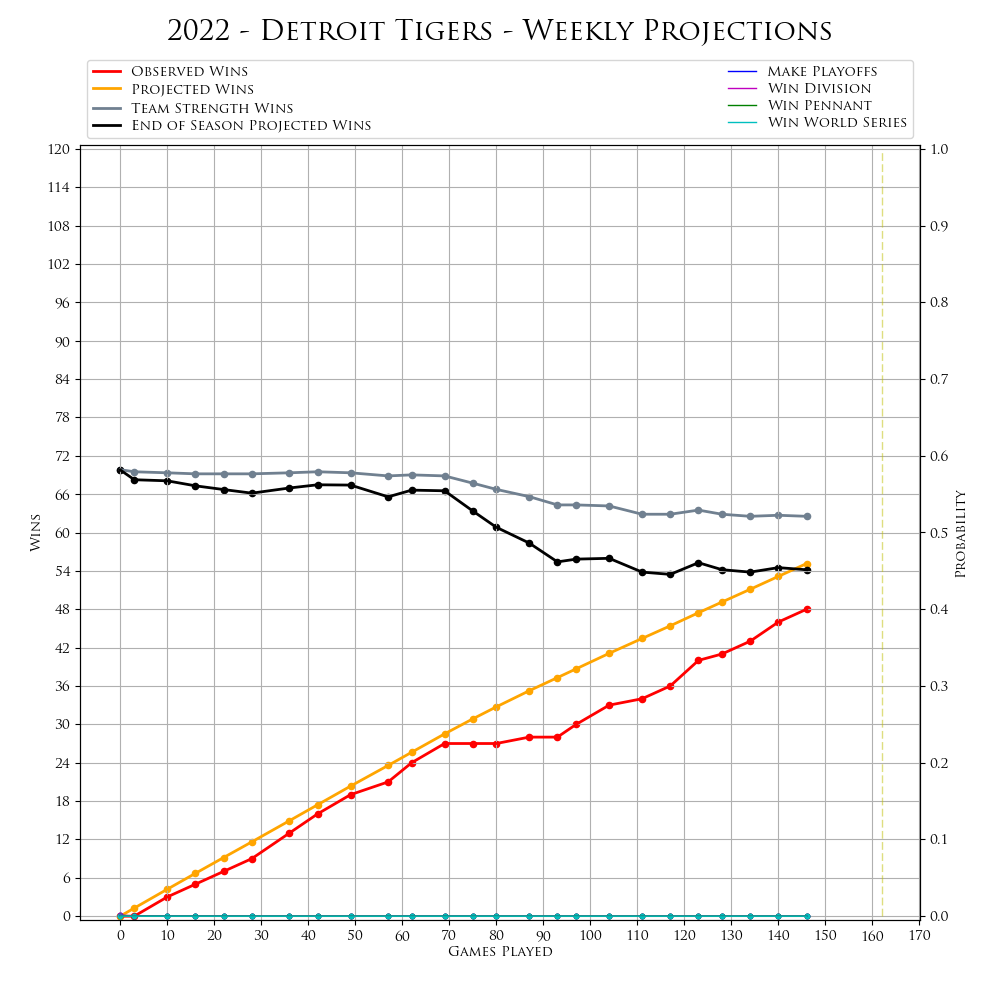 2022 - Detroit Tigers - Weekly Projections
Observed Wins
Projected Wins
Team Strength Wins
End of Season Projected Wins
Make Playoffs
Win Division
Win Pennant
Win World Series
120
114
108
102
96
90
84
78
72
66
60
54
48
42
36
30
24
18
12
6
0
Wins
1.0
0.9
0.8
0.7
0.6
0.5
0.4
0.3
0.2
0.1
0.0
Probability
0 10 20 30 40 50 60 70 80 90 100 110 120 130 140 150 160 170
Games Played